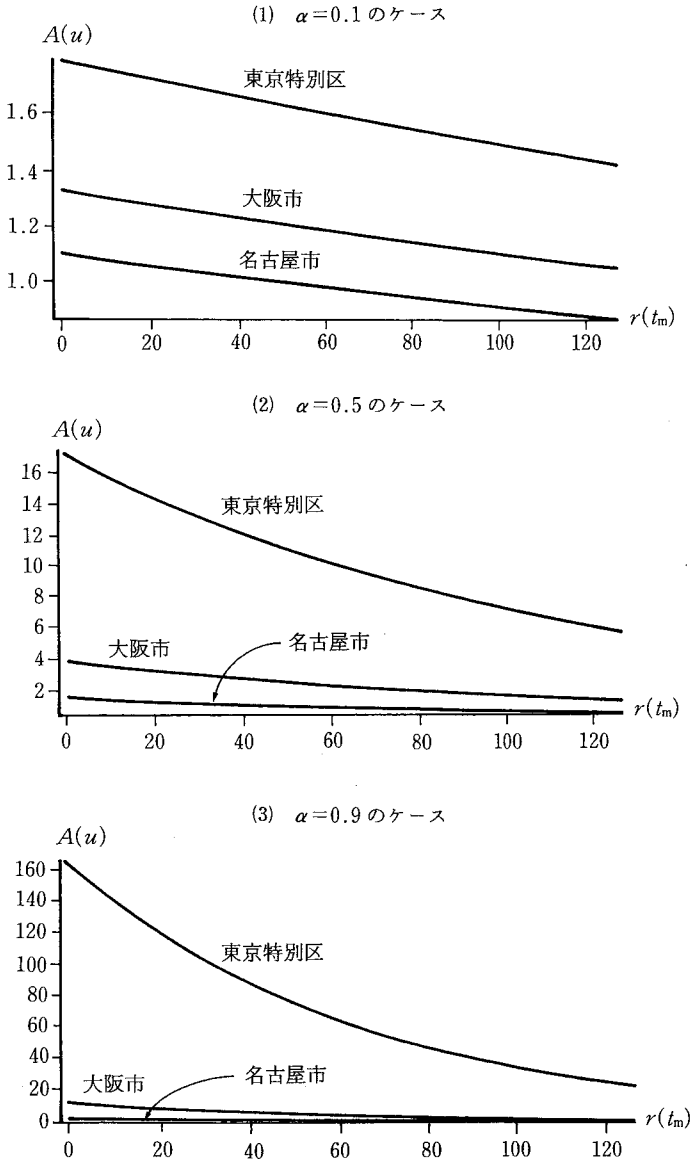 (1) α=0.1のケース
A(u)
1.6
1.4
1.2
1.0
東京特別区
大阪市
名古屋市
r(tm)
0 20 40 60 80 100 120
(2) α=0.5のケース
A(u)
16
14
12
10
8
6
4
2
東京特別区
大阪市
名古屋市
r(tm)
0 20 40 60 80 100 120
(3) α=0.9のケース
A(u)
160
140
120
100
80
60
40
20
0
東京特別区
大阪市
名古屋市
r(tm)
0 20 40 60 80 100 120